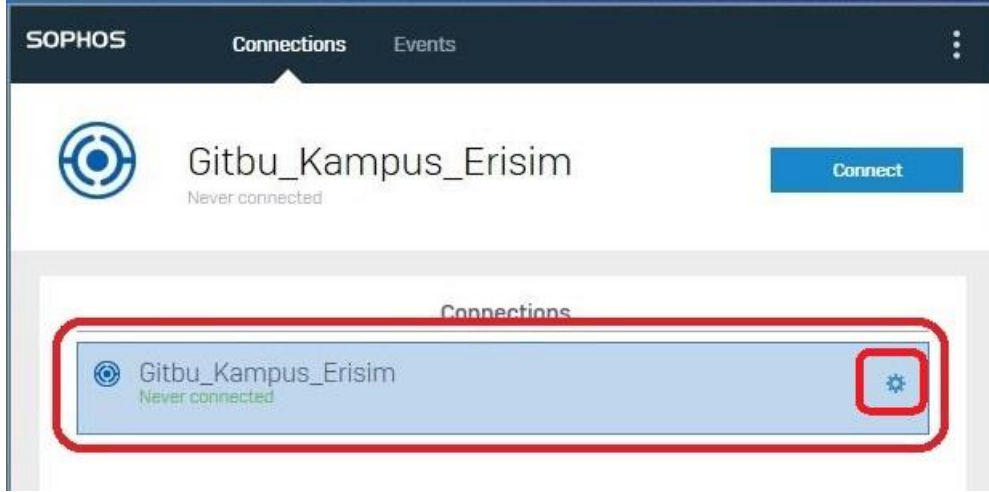 SOPHOS
Connections Events
Gitbu_Kampus_Erisim
Connect
Never connected
Connections
Gitbu_Kampus_Erisim
Never connected